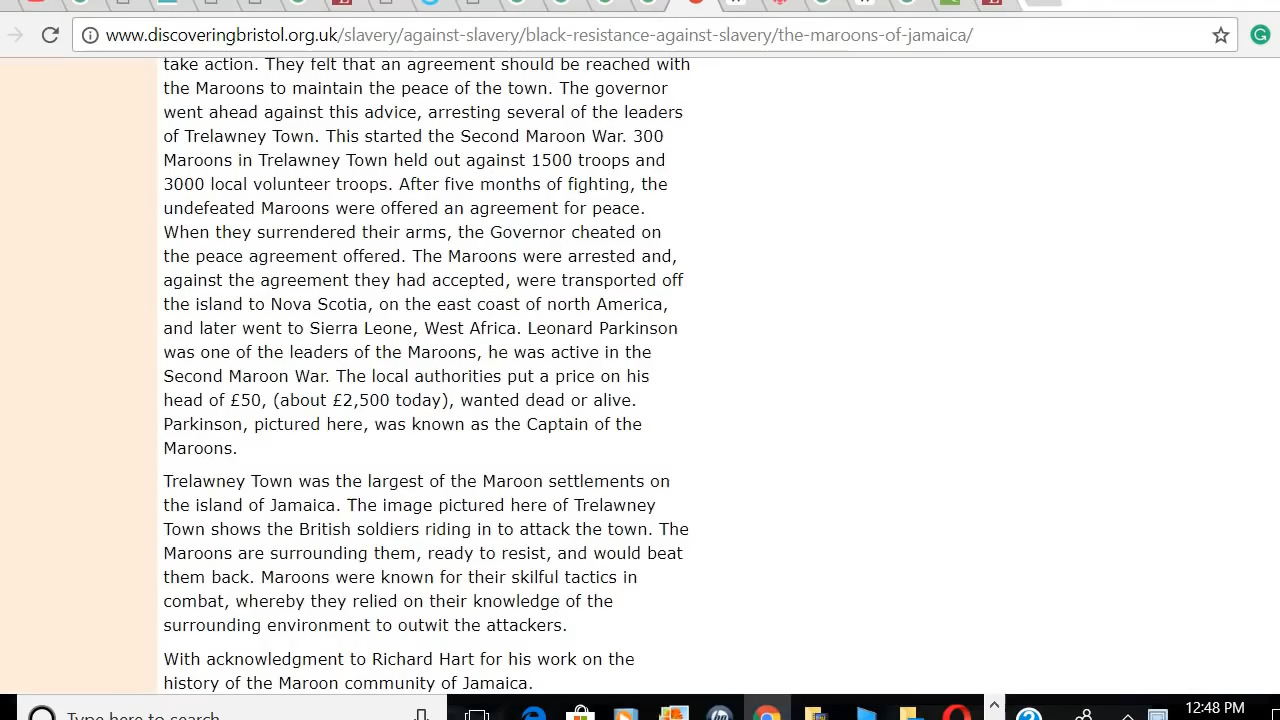 www.discoveringbristol.org.uk/slavery/against-slavery/black-resistance-against-slavery/the-maroons-of-jamaica/
take action. They felt that an agreement should be reached with
the Maroons to maintain the peace of the town. The governor
went ahead against this advice, arresting several of the leaders
of Trelawney Town. This started the Second Maroon War. 300
Maroons in Trelawney Town held out against 1500 troops and
3000 local volunteer troops. After five months of fighting, the
undefeated Maroons were offered an agreement for peace.
When they surrendered their arms, the Governor cheated on
the peace agreement offered. The Maroons were arrested and,
against the agreement they had accepted, were transported off
the island to Nova Scotia, on the east coast of north America,
and later went to Sierra Leone, West Africa. Leonard Parkinson
was one of the leaders of the Maroons, he was active in the
Second Maroon War. The local authorities put a price on his
head of £50, (about £2,500 today), wanted dead or alive.
Parkinson, pictured here, was known as the Captain of the
Maroons.
Trelawney Town was the largest of the Maroon settlements on
the island of Jamaica. The image pictured here of Trelawney
Town shows the British soldiers riding in to attack the town. The
Maroons are surrounding them, ready to resist, and would beat
them back. Maroons were known for their skilful tactics in
combat, whereby they relied on their knowledge of the
surrounding environment to outwit the attackers.
With acknowledgment to Richard Hart for his work on the
history of the Maroon community of Jamaica.
Type here to search
12:48 PM